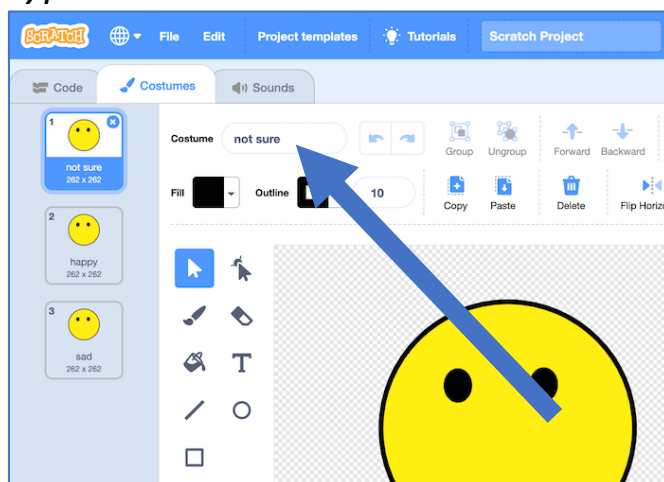 SCRATCH File Edit Project templates Tutorials Scratch Project
Code Costumes Sounds
1
not sure
262 x 262
2
happy
262 x 262
3
sad
262 x 262
Costume not sure
Group Ungroup Forward Backward
Fill Outline 10
Copy Paste Delete Flip Horizo
T